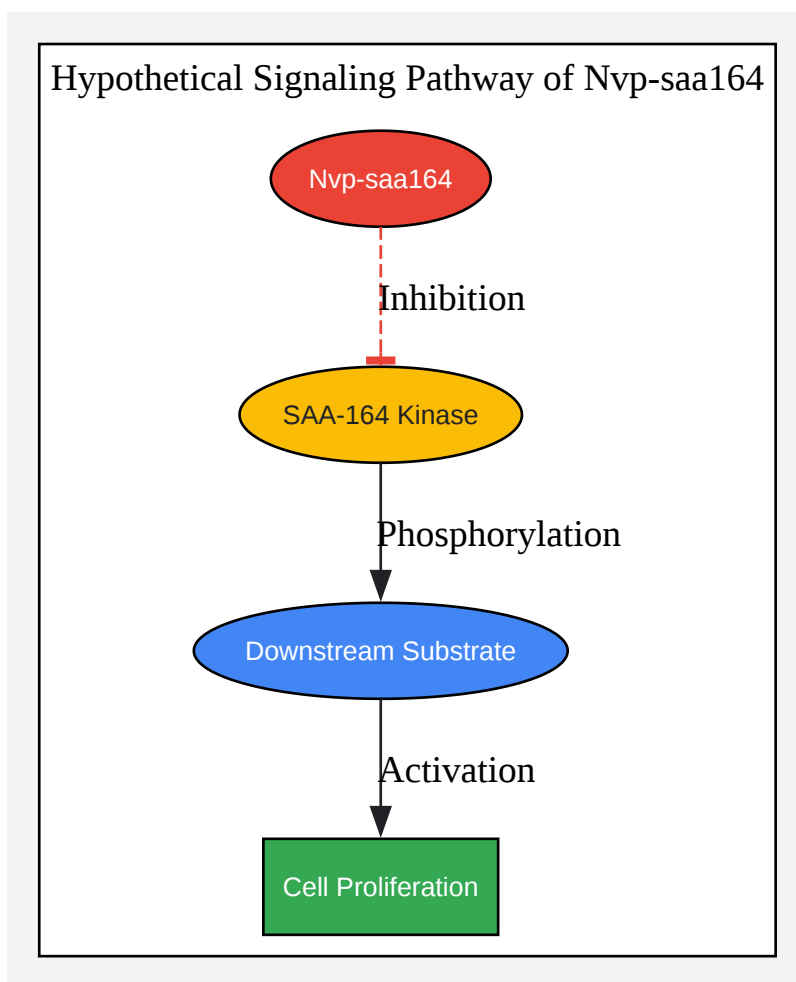 Hypothetical Signaling Pathway of Nvp-saa164
Nvp-saa164
Inhibition
SAA-164 Kinase
Phosphorylation
Downstream Substrate
Activation
Cell Proliferation